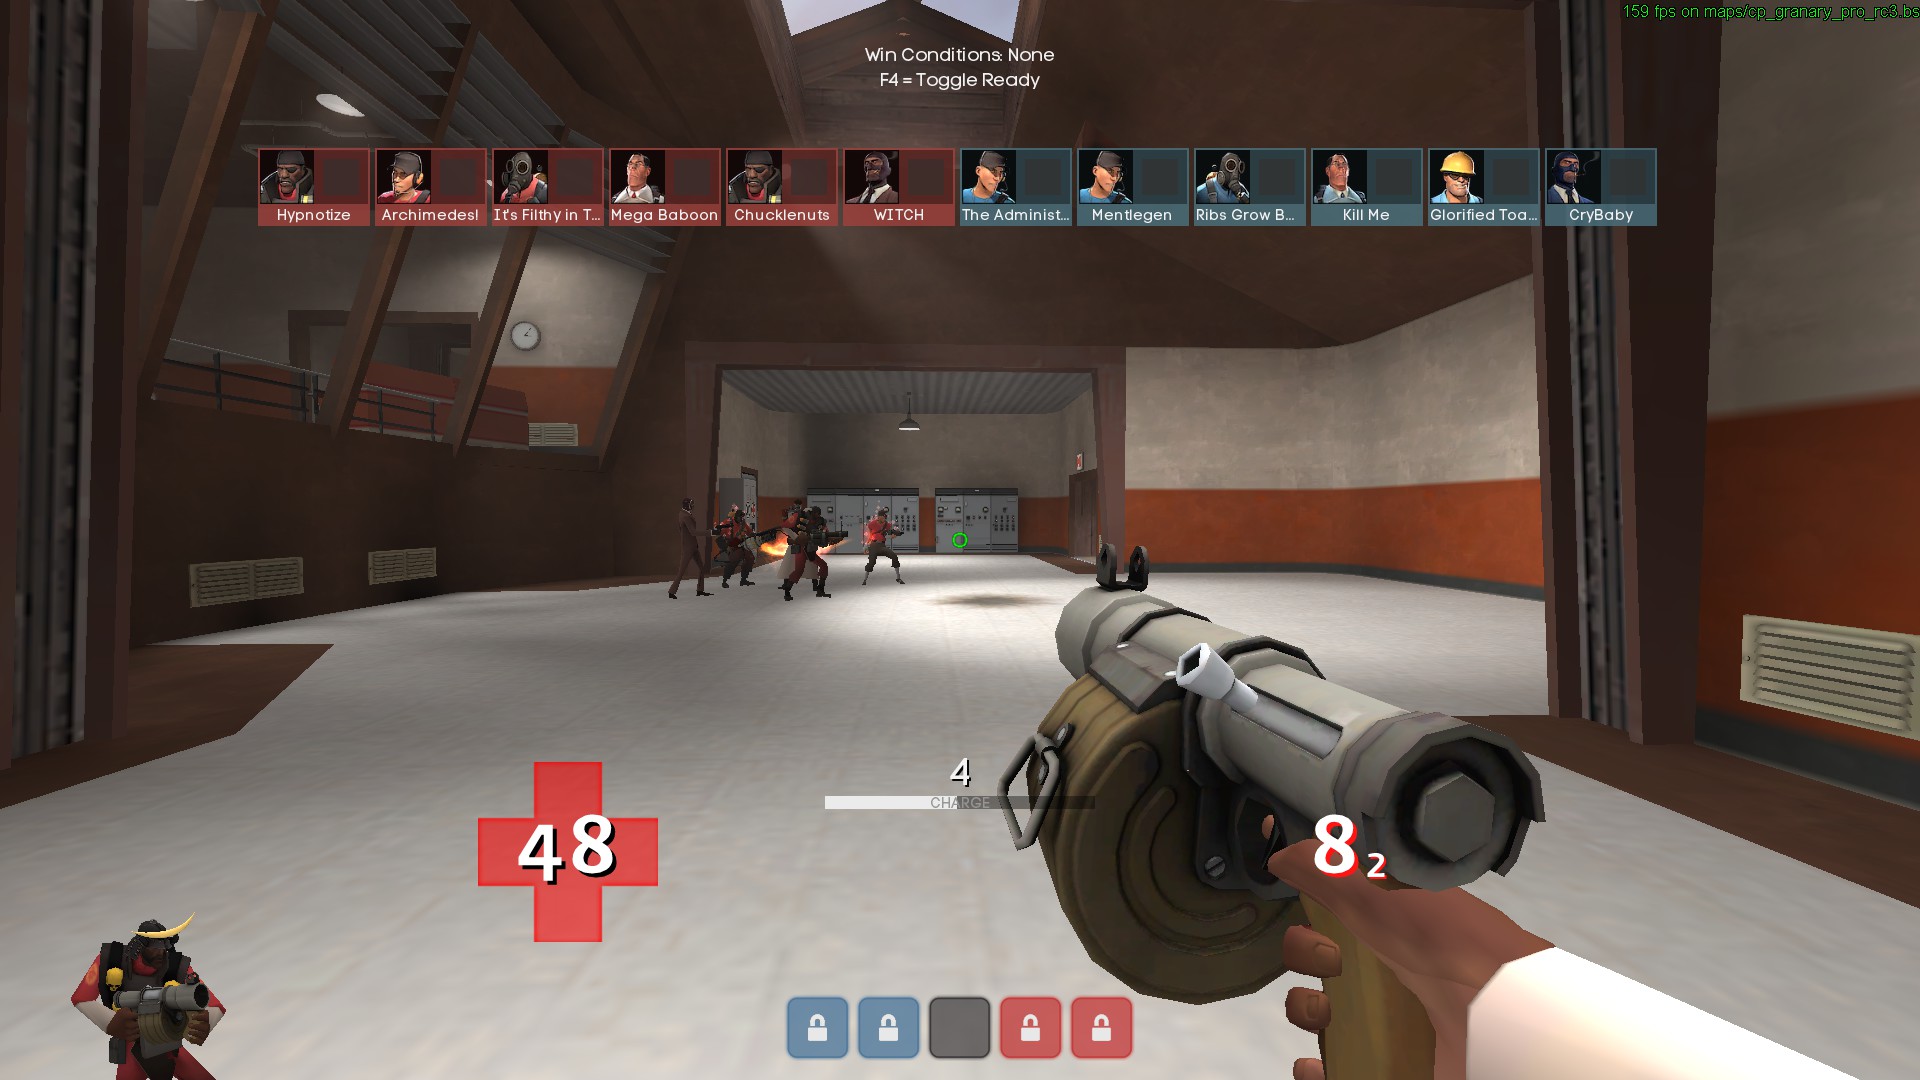 159 fps on maps/cp_granary_pro_rc3.bs
Win Conditions: None
F4 = Toggle Ready
Hypnotize
Archimedes!
It's Filthy in T...
Mega Baboon
Chucklenuts
WITCH
The Administ...
Mentlegen
Ribs Grow B...
Kill Me
Glorified Toa...
CryBaby
4
CHARGE
48
8 2